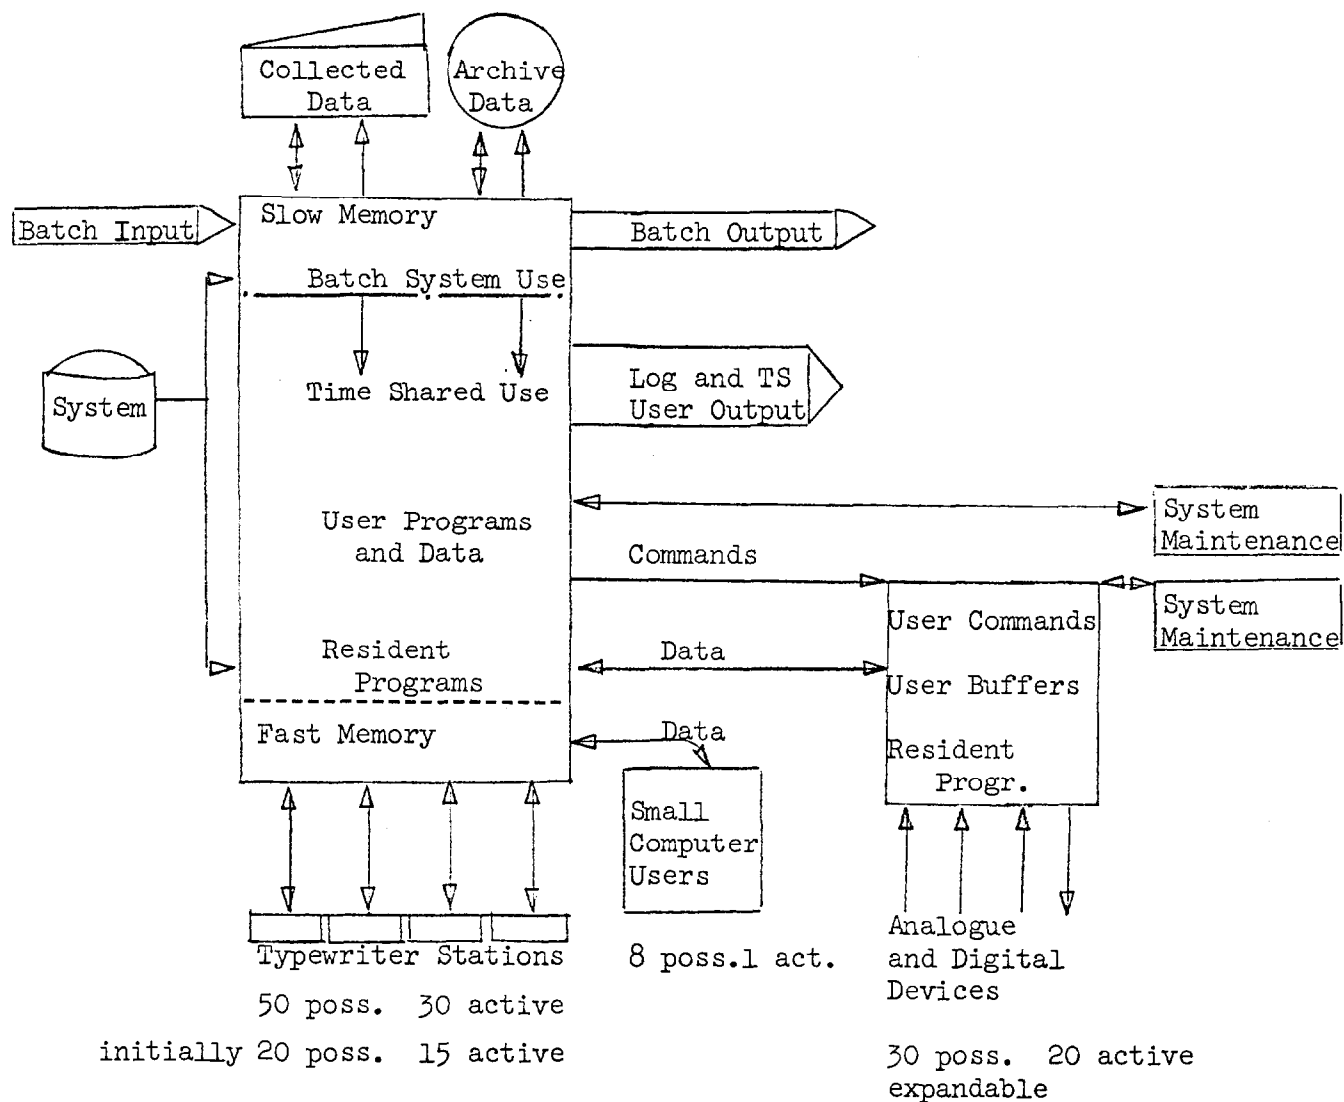 Collected
Data
Archive
Data
Slow Memory
Batch Input
Batch Output
Batch System Use
Time Shared Use
Log and TS
User Output
System
User Programs
and Data
System
Maintenance
Commands
System
Maintenance
User Commands
Resident
Programs
Data
User Buffers
Fast Memory
Data
Resident
Progr.
Small
Computer
Users
Typewriter Stations
8 poss.1 act.
Analogue
and Digital
Devices
50 poss. 30 active
initially 20 poss. 15 active
30 poss. 20 active
expandable